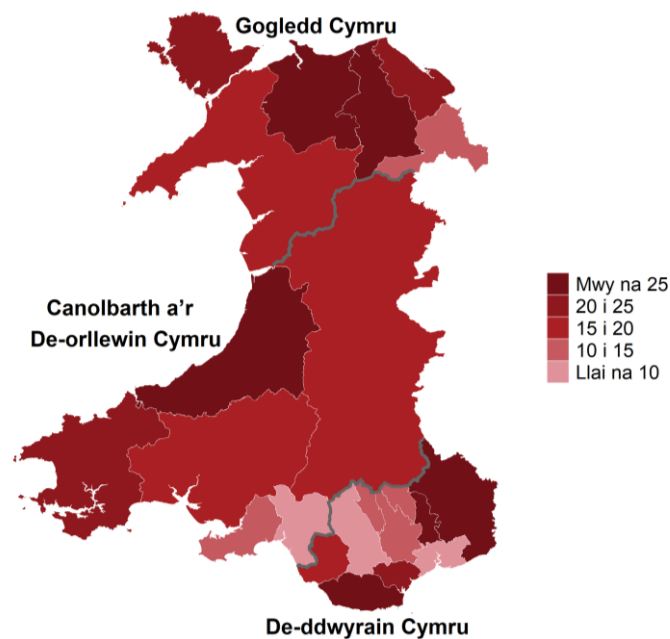 Gogledd Cymru
Canolbarth a’r
De-orllewin Cymru
Mwy na 25
20 i 25
15 i 20
10 i 15
Llai na 10
De-ddwyrain Cymru